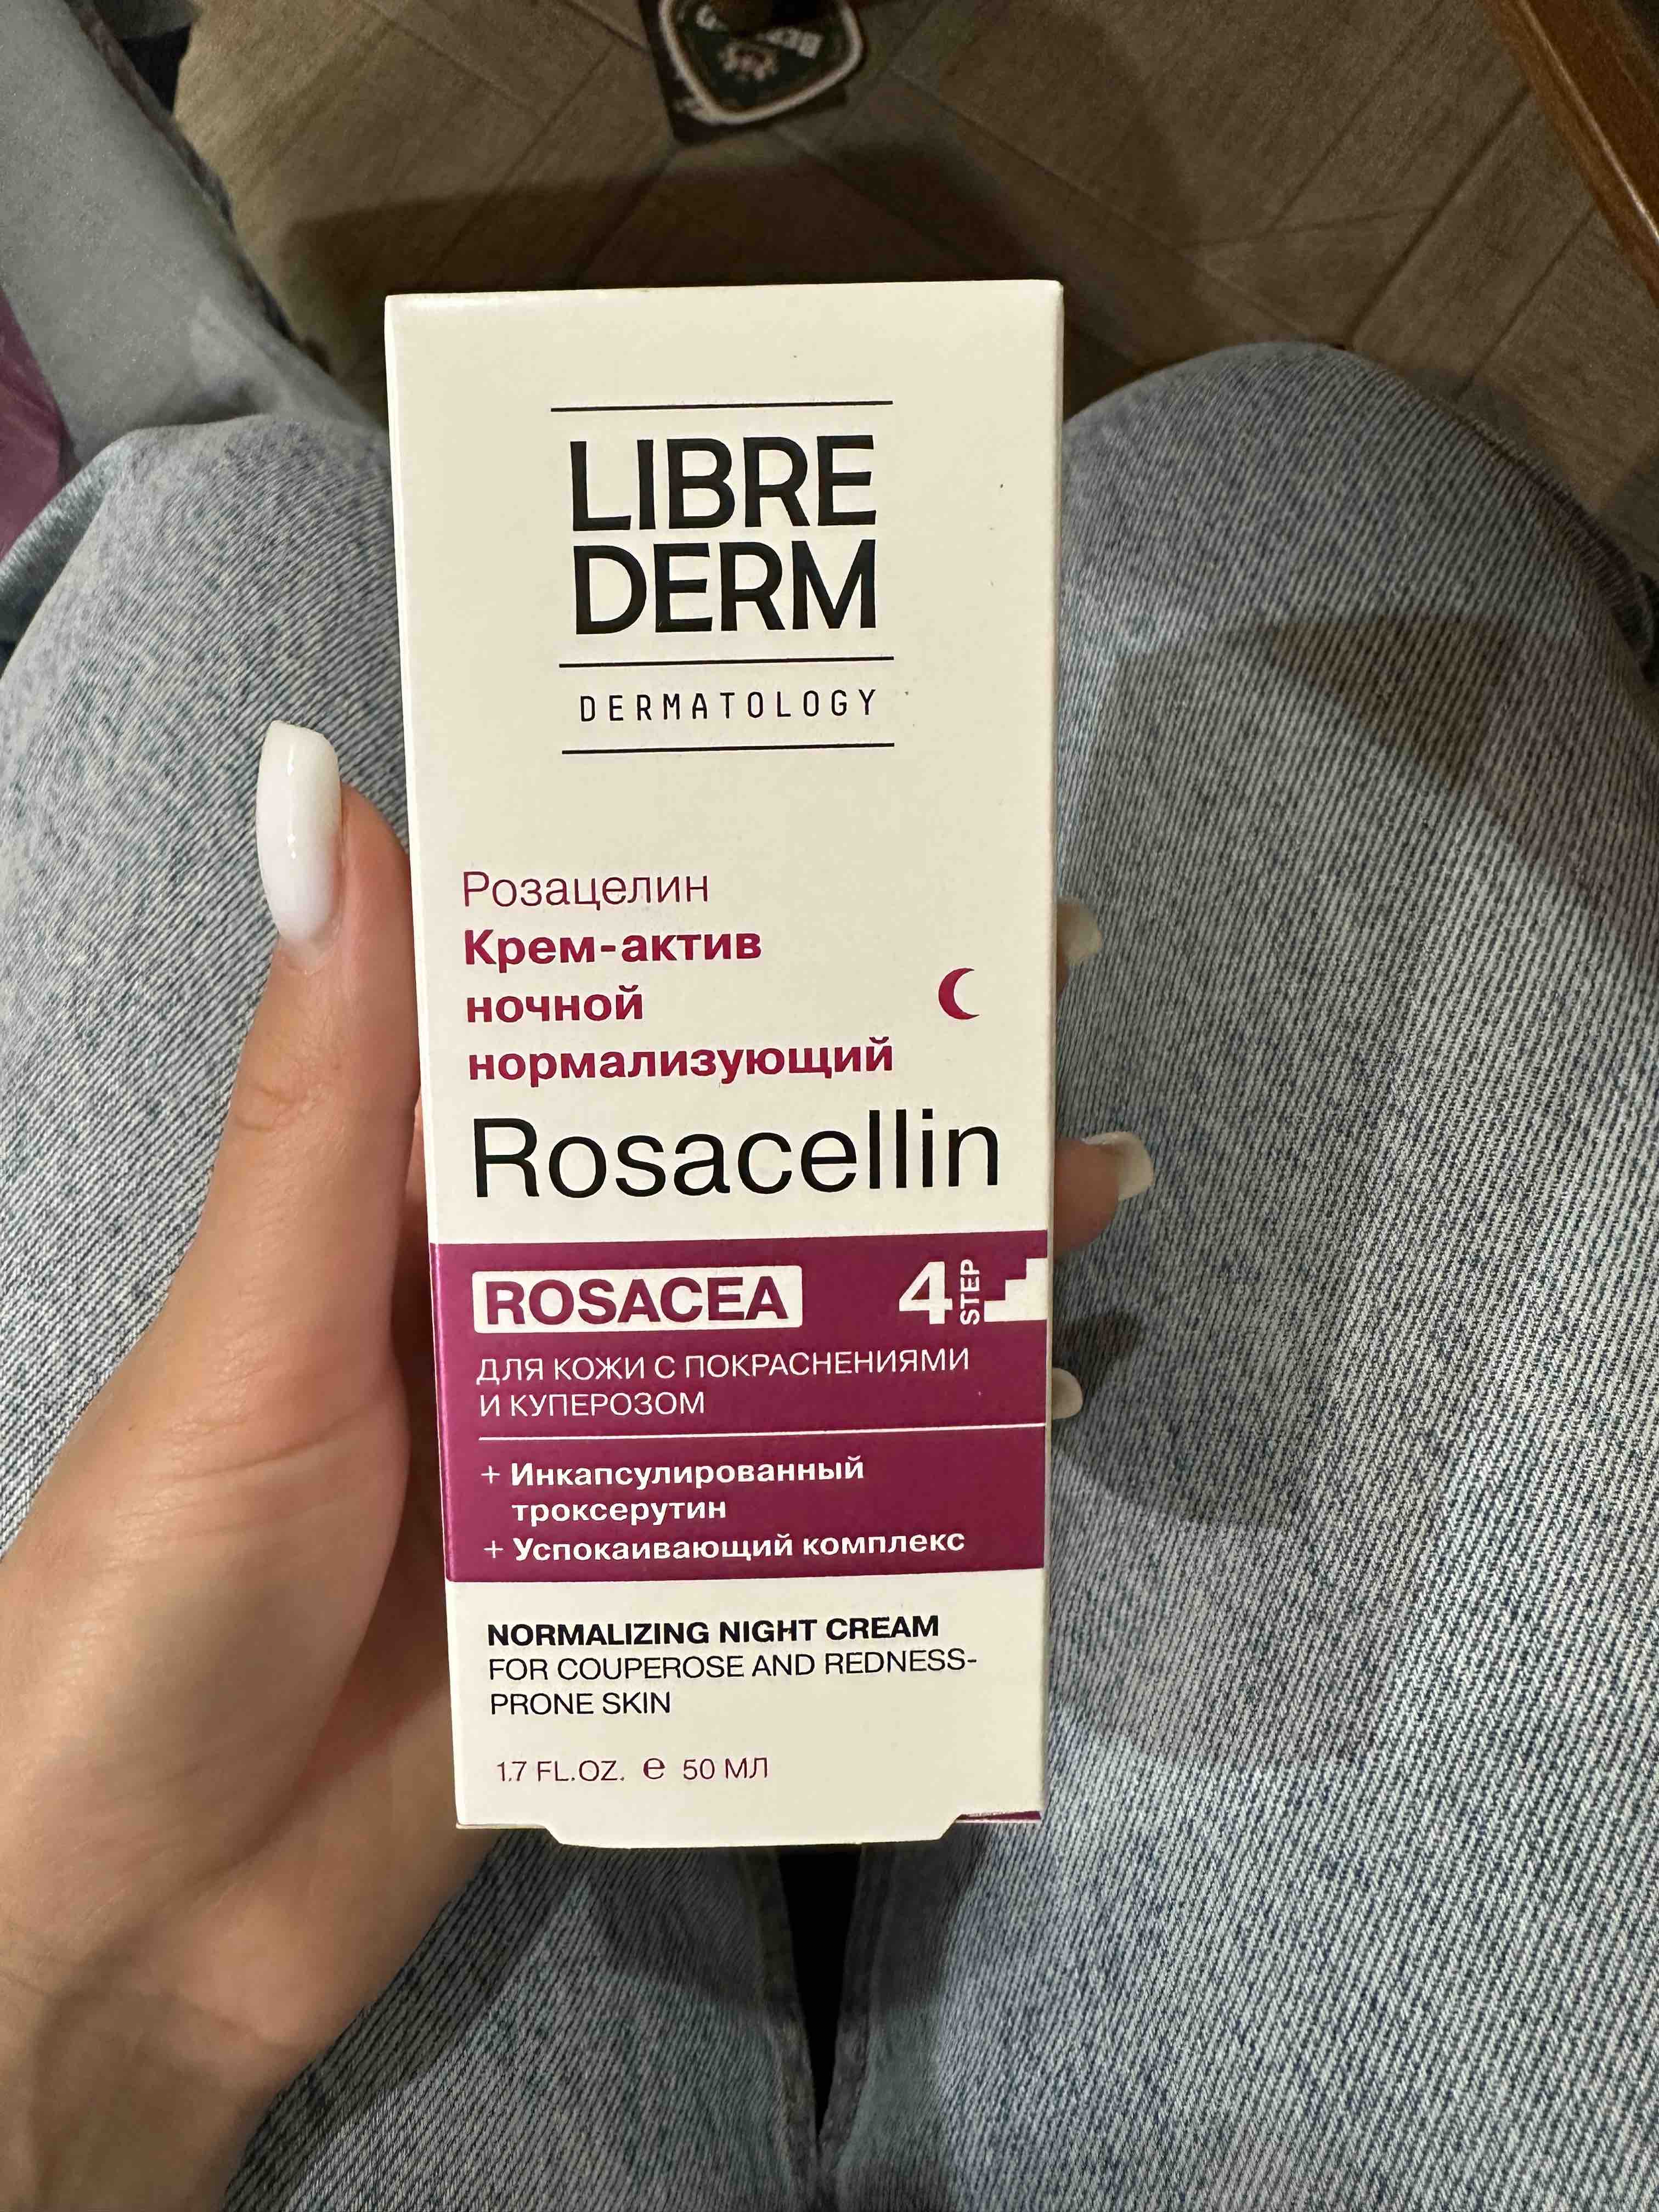 LIBRE
DERM
DERMATOLOGY
Розацелин
Крем-актив
ночной
нормализующий
Rosacellin
ROSACEA
4 STEP
ДЛЯ КОЖИ С ПОКРАСНЕНИЯМИ
И КУПЕРОЗОМ
+ Инкапсулированный
троксерутин
+ Успокаивающий комплекс
NORMALIZING NIGHT CREAM
FOR COUPEROSE AND REDNESS-
PRONE SKIN
1.7 FL.OZ. ℮ 50 МЛ